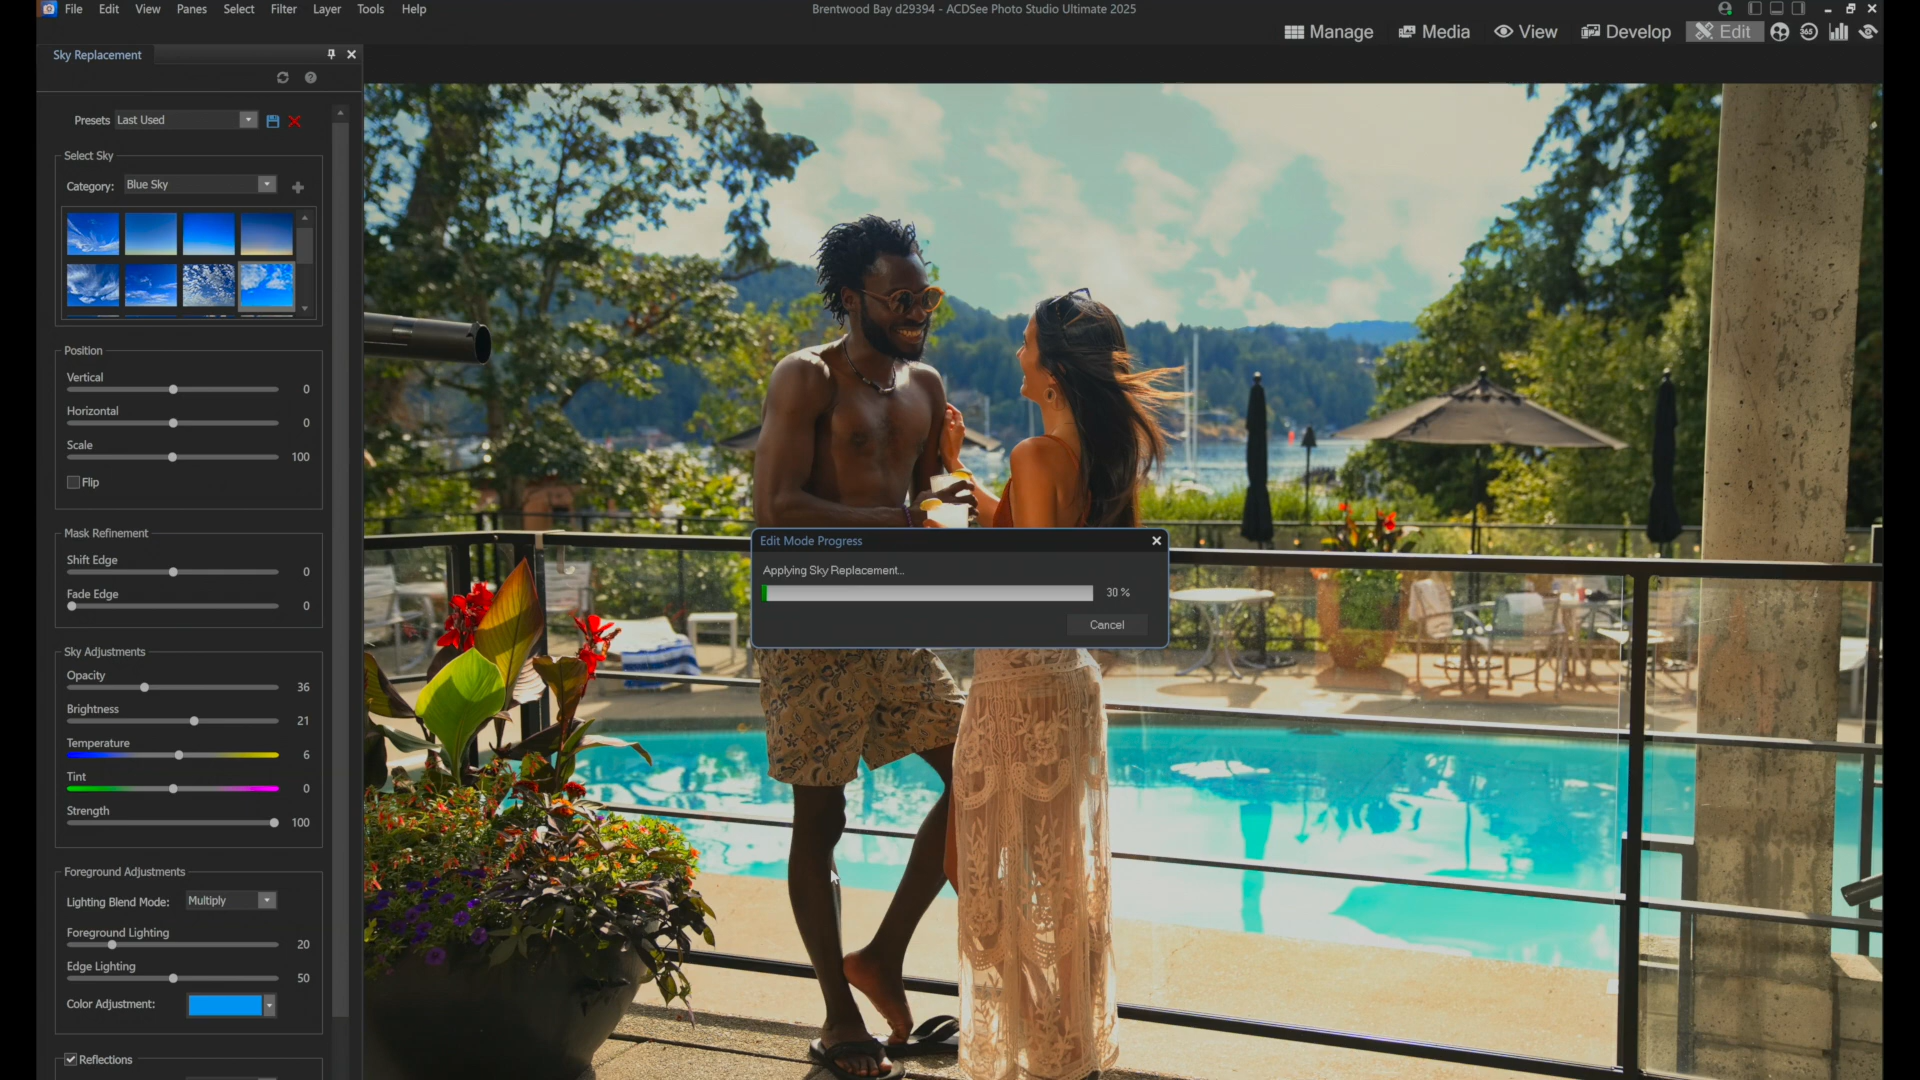 File Edit View Panes Select Filter Layer Tools Help
Brentwood Bay d29394 - ACDSee Photo Studio Ultimate 2025
Manage Media View Develop Edit 365
Sky Replacement
Presets Last Used
Select Sky
Category: Blue Sky
Position
Vertical 0
Horizontal 0
Scale 100
Flip
Mask Refinement
Shift Edge 0
Fade Edge 0
Sky Adjustments
Opacity 36
Brightness 21
Temperature 6
Tint 0
Strength 100
Foreground Adjustments
Lighting Blend Mode: Multiply
Foreground Lighting 20
Edge Lighting 50
Color Adjustment:
Reflections
Edit Mode Progress
Applying Sky Replacement...
30 %
Cancel